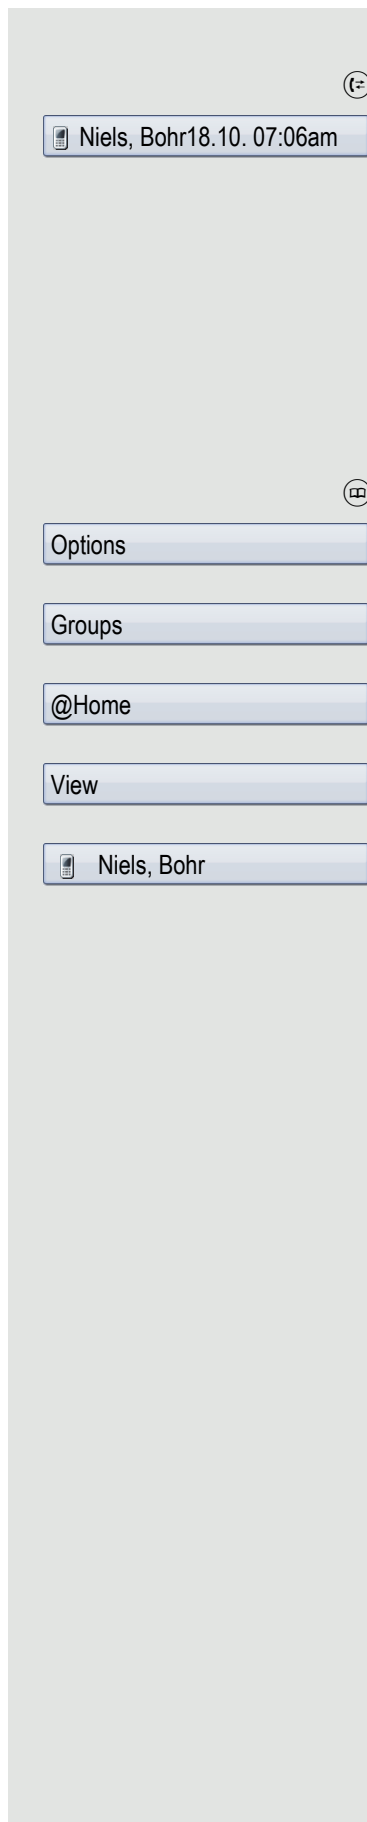 Niels, Bohr18.10. 07:06am
Options
Groups
@Home
View
Niels, Bohr